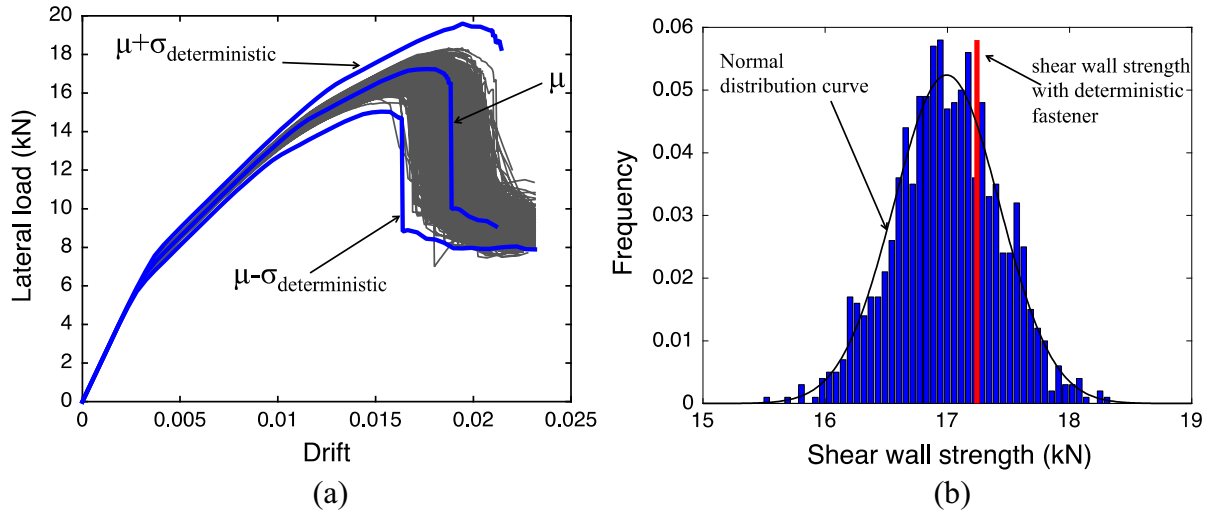 20
18
16
14
12
10
8
6
4
2
0
0
0.005
0.010
0.015
0.02
0.025
Lateral load (kN)
Drift
μ+σdeterministic
μ
μ−σdeterministic
(a)
0.06
0.05
0.04
0.03
0.02
0.01
0
15
16
17
18
19
Frequency
Shear wall strength (kN)
Normal
distribution curve
shear wall strength
with deterministic
fastener
(b)